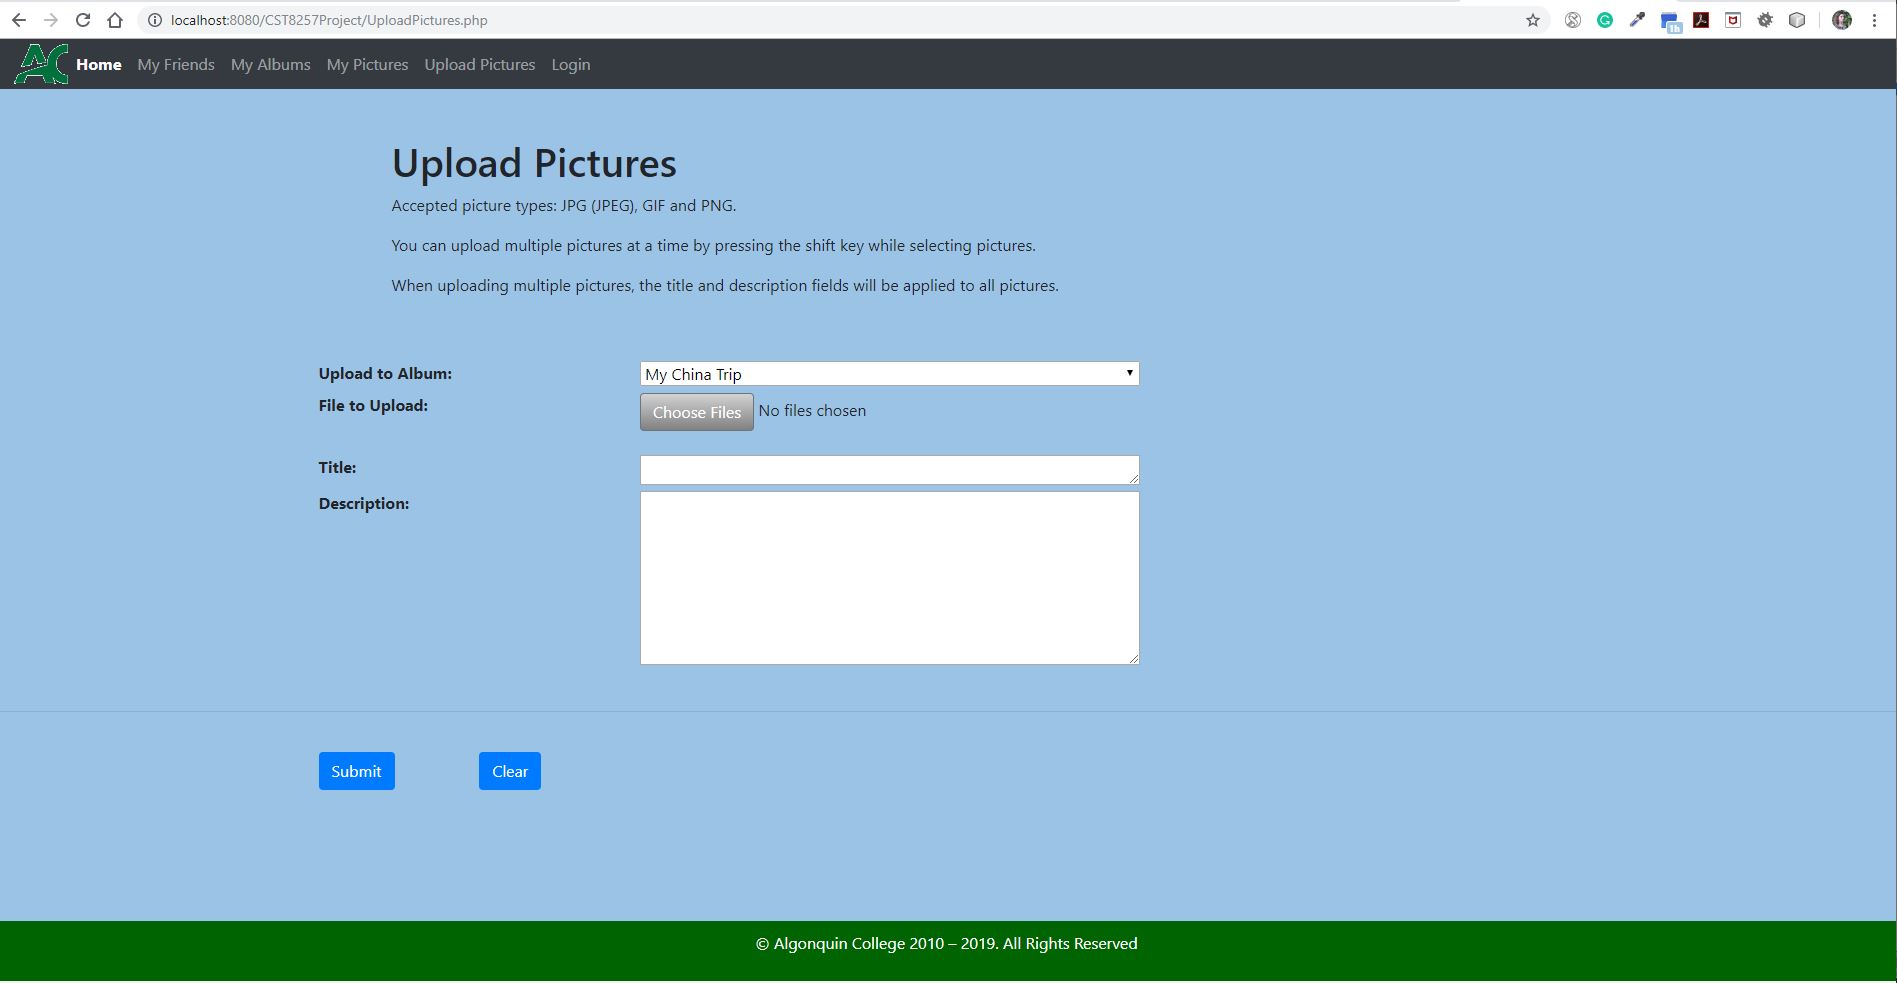 localhost:8080/CST8257Project/UploadPictures.php
1h
AC Home My Friends My Albums My Pictures Upload Pictures Login
Upload Pictures
Accepted picture types: JPG (JPEG), GIF and PNG.
You can upload multiple pictures at a time by pressing the shift key while selecting pictures.
When uploading multiple pictures, the title and description fields will be applied to all pictures.
Upload to Album: My China Trip
File to Upload: Choose Files No files chosen
Title:
Description:
Submit Clear
© Algonquin College 2010 – 2019. All Rights Reserved